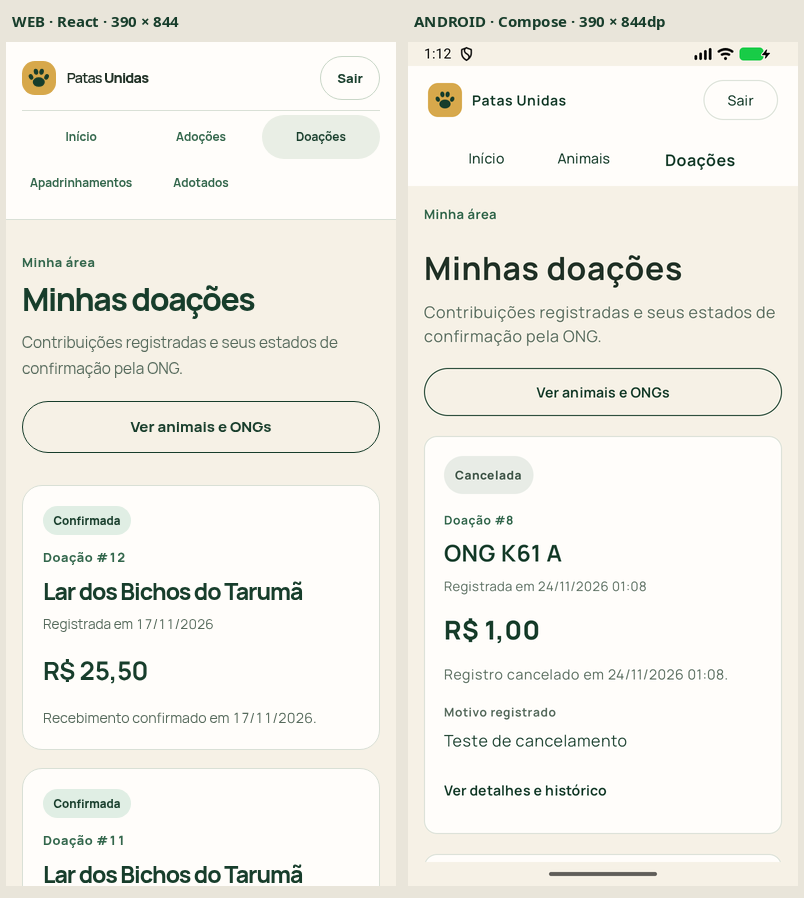 WEB · React · 390 × 844
Patas Unidas
Sair
Início
Adoções
Doações
Apadrinhamentos
Adotados
Minha área
Minhas doações
Contribuições registradas e seus estados de
confirmação pela ONG.
Ver animais e ONGs
Confirmada
Doação #12
Lar dos Bichos do Tarumã
Registrada em 17/11/2026
R$ 25,50
Recebimento confirmado em 17/11/2026.
Confirmada
Doação #11
Lar dos Bichos do Tarumã
ANDROID · Compose · 390 × 844dp
1:12
Patas Unidas
Sair
Início
Animais
Doações
Minha área
Minhas doações
Contribuições registradas e seus estados de
confirmação pela ONG.
Ver animais e ONGs
Cancelada
Doação #8
ONG K61 A
Registrada em 24/11/2026 01:08
R$ 1,00
Registro cancelado em 24/11/2026 01:08.
Motivo registrado
Teste de cancelamento
Ver detalhes e histórico